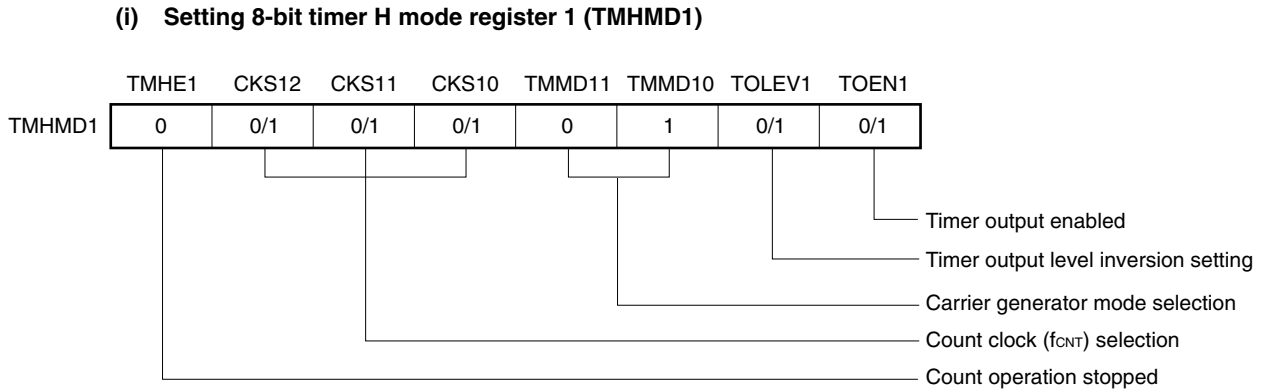 (i) Setting 8-bit timer H mode register 1 (TMHMD1)
TMHE1 CKS12 CKS11 CKS10 TMMD11 TMMD10 TOLEV1 TOEN1
TMHMD1 0 0/1 0/1 0/1 0 1 0/1 0/1
Timer output enabled
Timer output level inversion setting
Carrier generator mode selection
Count clock (fCNT) selection
Count operation stopped